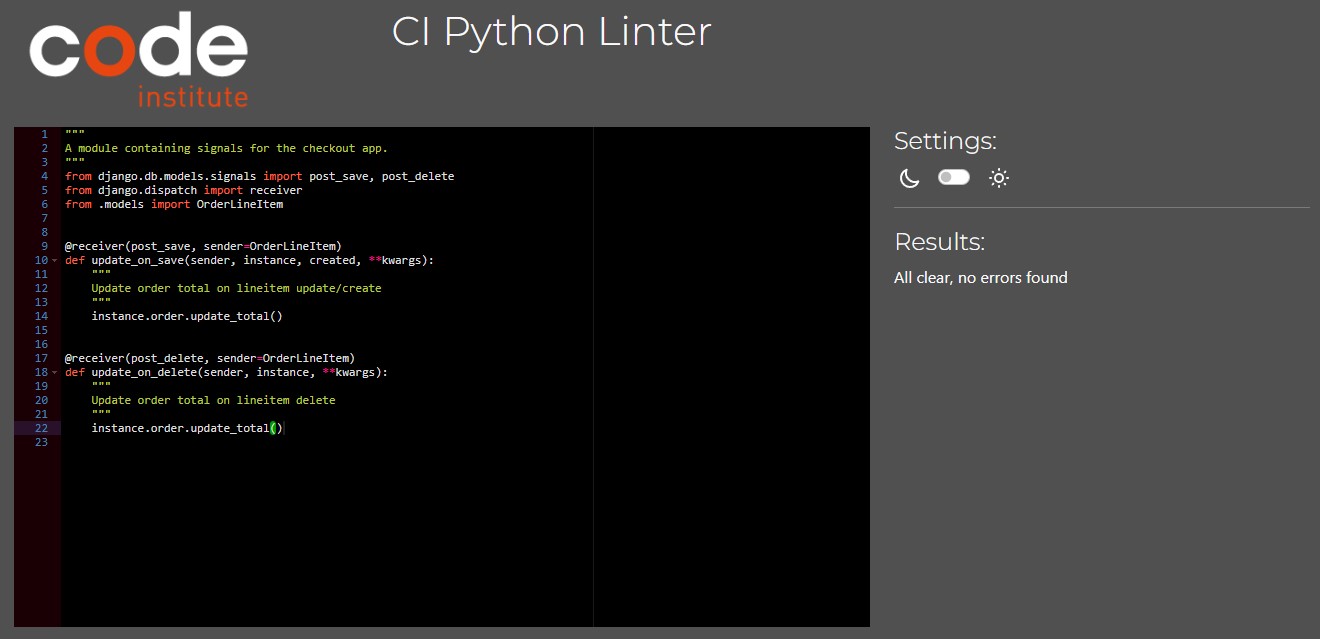 code
institute
CI Python Linter
1 """
2 A module containing signals for the checkout app.
3 """
4 from django.db.models.signals import post_save, post_delete
5 from django.dispatch import receiver
6 from .models import OrderLineItem
7
8
9 @receiver(post_save, sender=OrderLineItem)
10 def update_on_save(sender, instance, created, **kwargs):
11     """
12     Update order total on lineitem update/create
13     """
14     instance.order.update_total()
15
16
17 @receiver(post_delete, sender=OrderLineItem)
18 def update_on_delete(sender, instance, **kwargs):
19     """
20     Update order total on lineitem delete
21     """
22     instance.order.update_total()
23
Settings:
Results:
All clear, no errors found